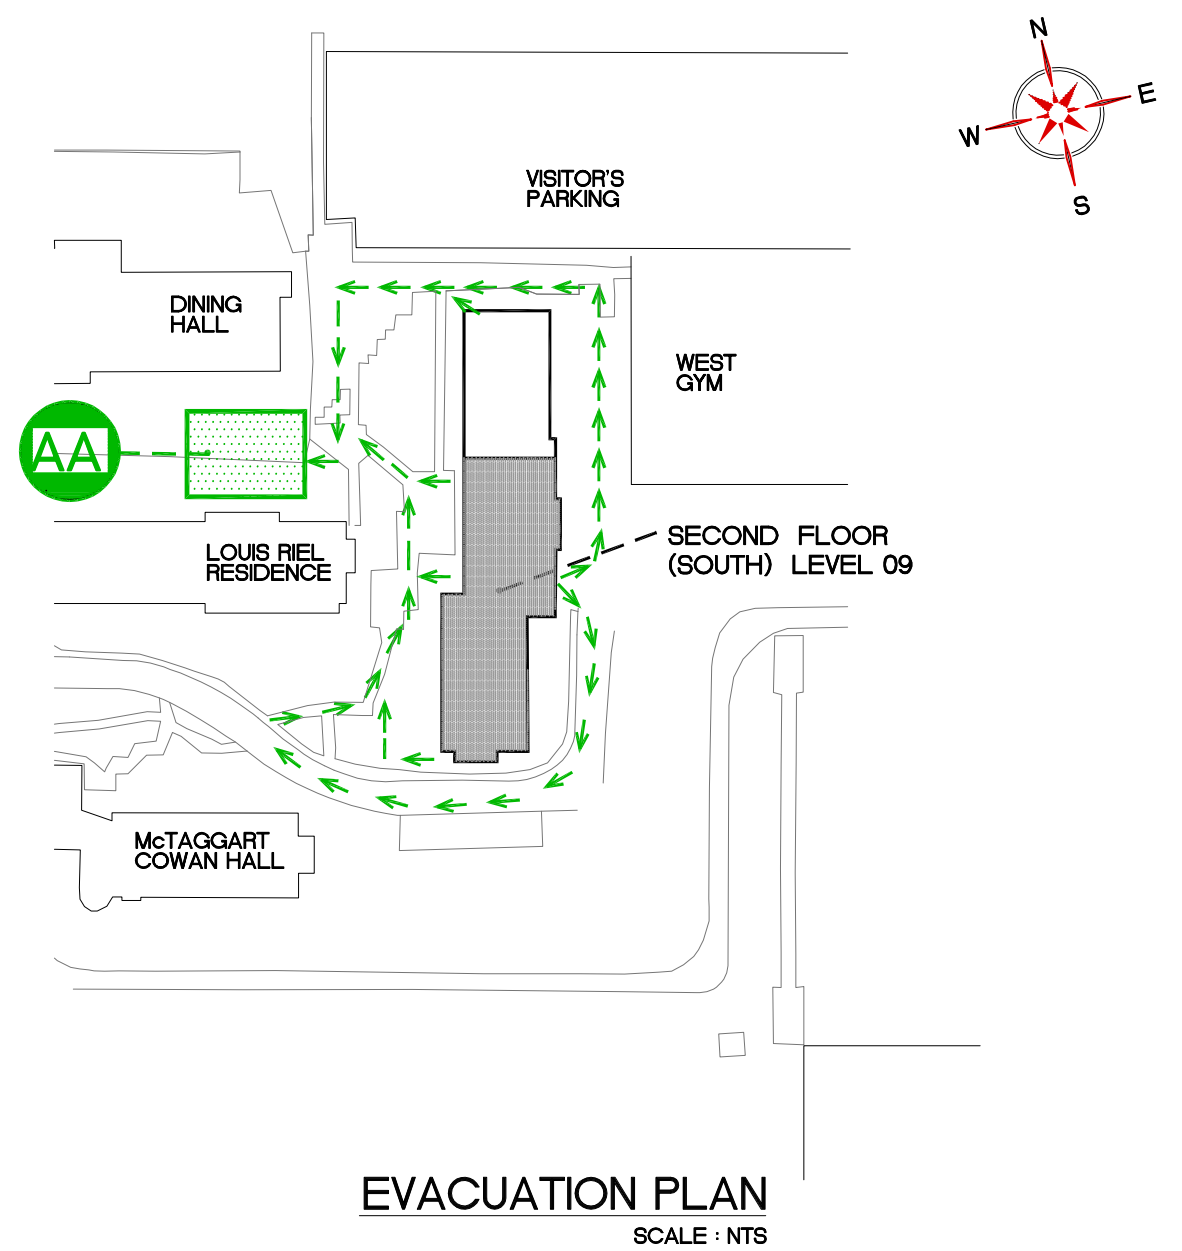 N
E
W
S
VISITOR'S
PARKING
DINING
HALL
WEST
GYM
AA
SECOND FLOOR
(SOUTH) LEVEL 09
LOUIS RIEL
RESIDENCE
McTAGGART
COWAN HALL
EVACUATION PLAN
SCALE : NTS